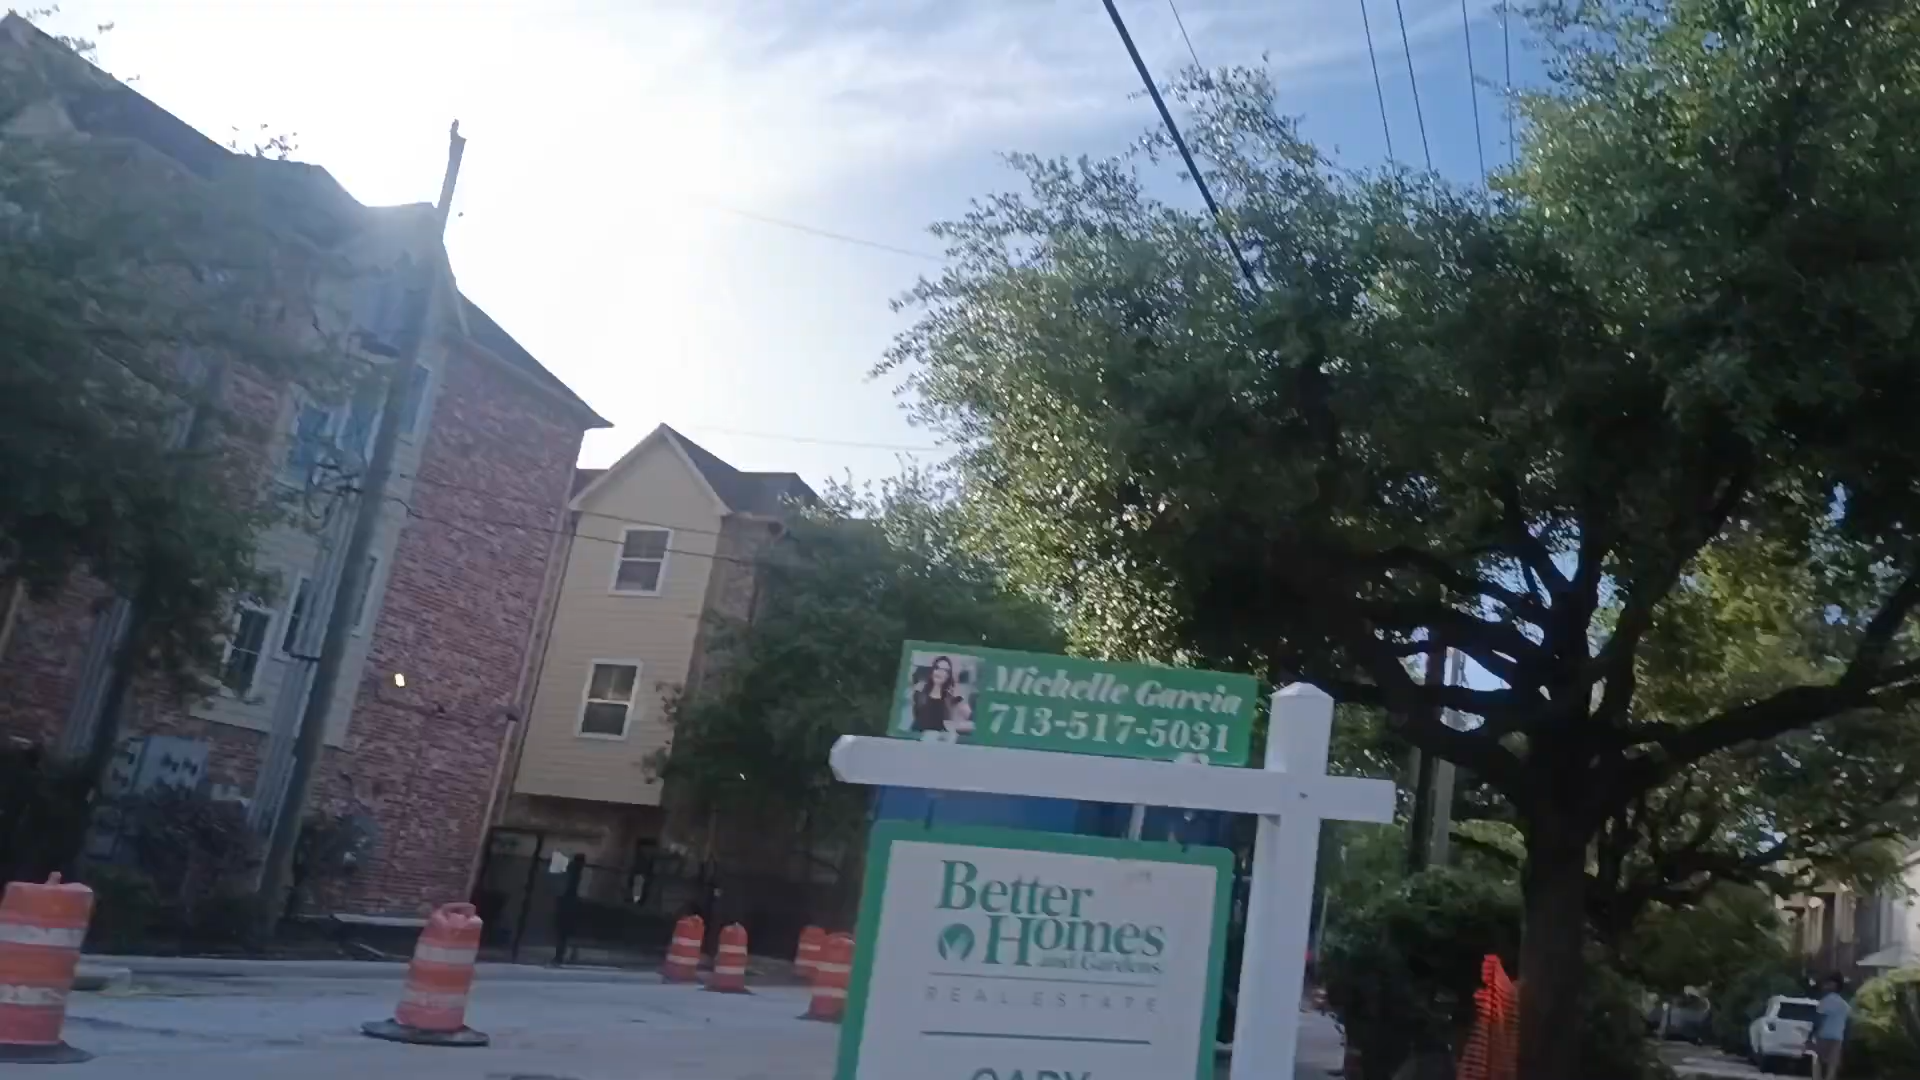 Michelle Garcia
713-517-5031
Better
Homes
and Gardens
REAL ESTATE